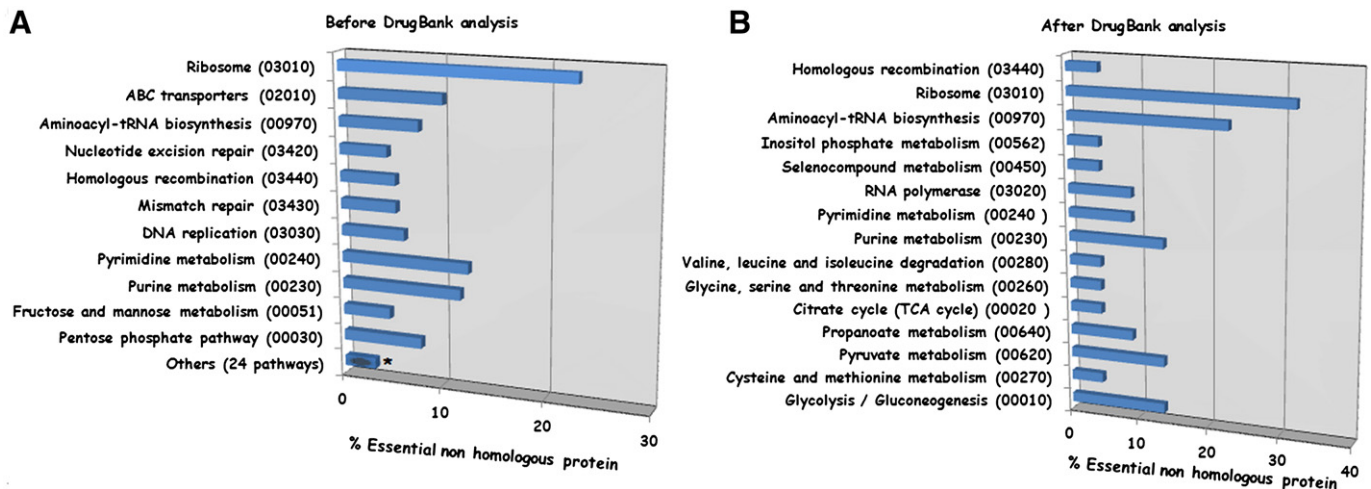 A
Before DrugBank analysis
Ribosome (03010)
ABC transporters (02010)
Aminoacyl-tRNA biosynthesis (00970)
Nucleotide excision repair (03420)
Homologous recombination (03440)
Mismatch repair (03430)
DNA replication (03030)
Pyrimidine metabolism (00240)
Purine metabolism (00230)
Fructose and mannose metabolism (00051)
Pentose phosphate pathway (00030)
Others (24 pathways)
*
0 10 20 30
% Essential non homologous protein
B
After DrugBank analysis
Homologous recombination (03440)
Ribosome (03010)
Aminoacyl-tRNA biosynthesis (00970)
Inositol phosphate metabolism (00562)
Selenocompound metabolism (00450)
RNA polymerase (03020)
Pyrimidine metabolism (00240 )
Purine metabolism (00230)
Valine, leucine and isoleucine degradation (00280)
Glycine, serine and threonine metabolism (00260)
Citrate cycle (TCA cycle) (00020 )
Propanoate metabolism (00640)
Pyruvate metabolism (00620)
Cysteine and methionine metabolism (00270)
Glycolysis / Gluconeogenesis (00010)
0 10 20 30 40
% Essential non homologous protein